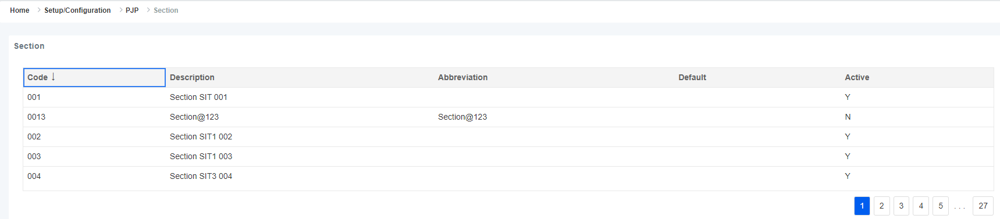 Home > Setup/Configuration > PJP > Section
Section
Code ↓ Description Abbreviation Default Active
001 Section SIT 001 Y
0013 Section@123 Section@123 N
002 Section SIT1 002 Y
003 Section SIT1 003 Y
004 Section SIT3 004 Y
1 2 3 4 5 ... 27